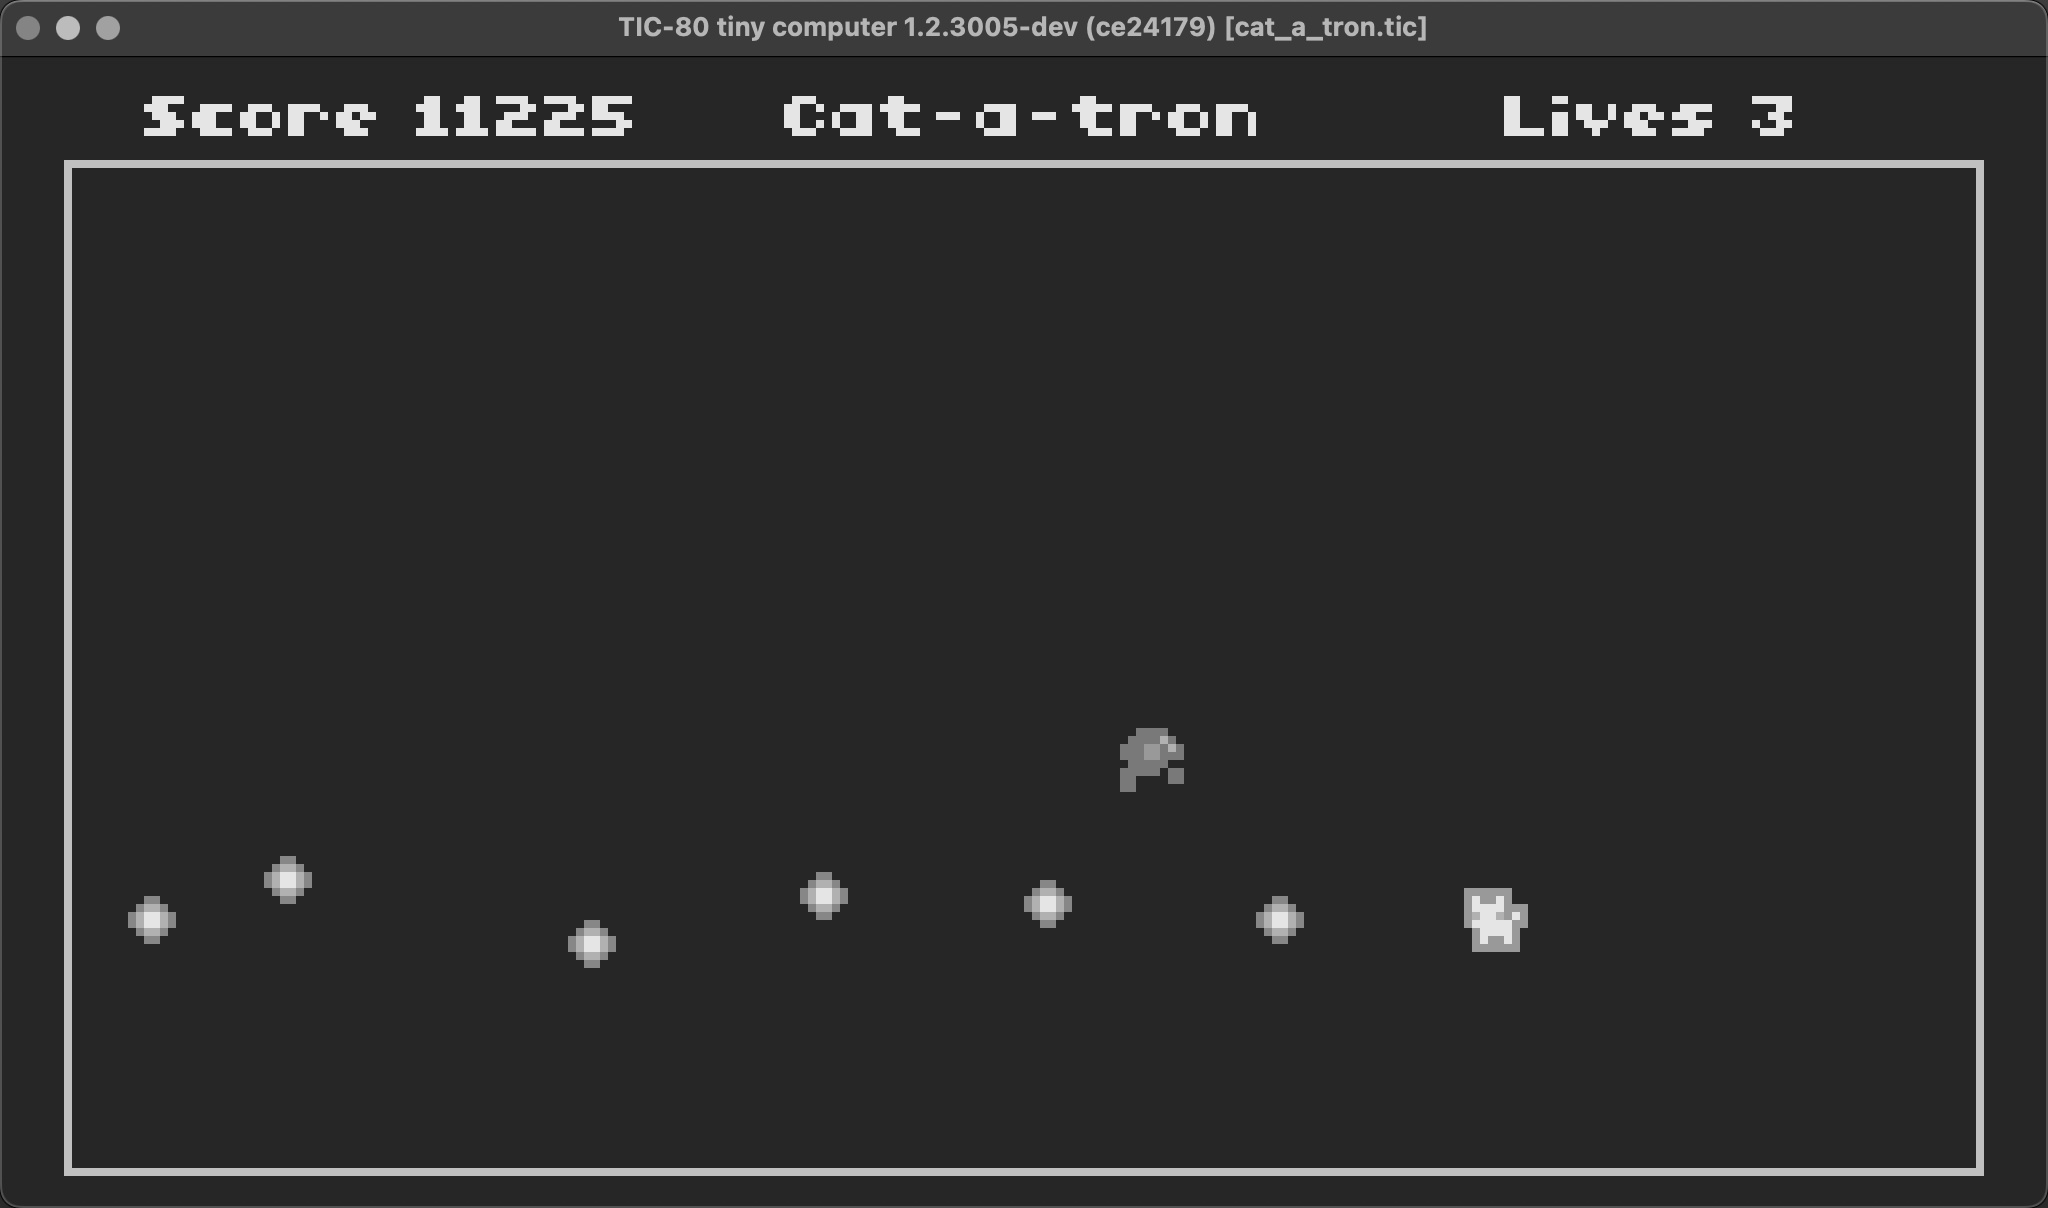 TIC-80 tiny computer 1.2.3005-dev (ce24179) [cat_a_tron.tic]
Score 11225 Cat-a-tron Lives 3